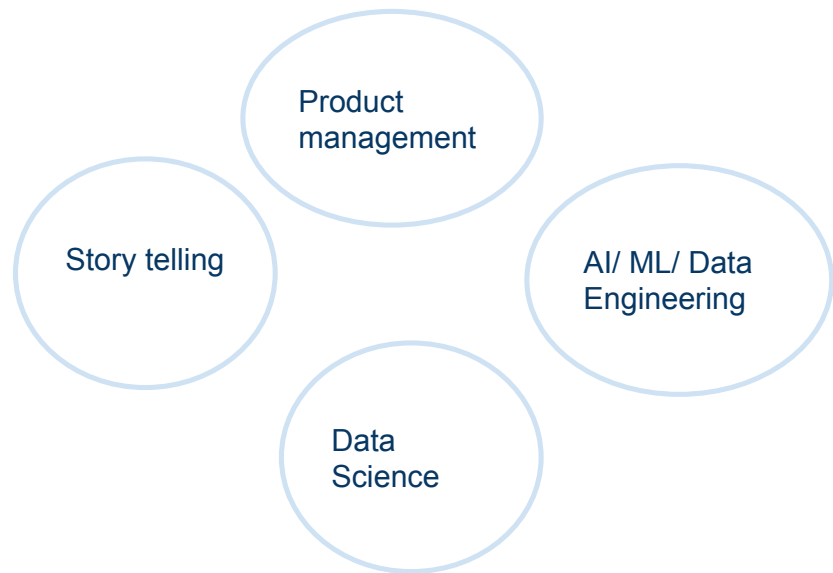 Product
management
Story telling
AI/ ML/ Data
Engineering
Data
Science